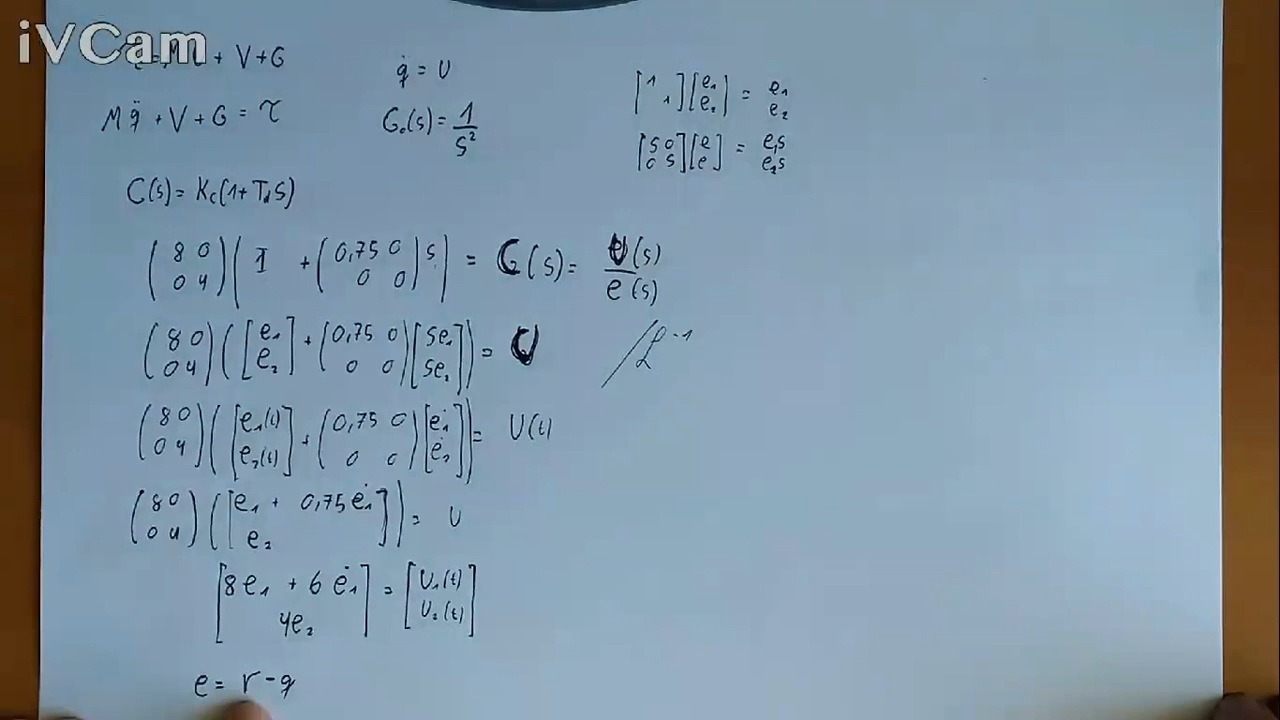 iVCam
+ V + G
M q̈ + V + G = τ
q̈ = U
G₀(s) = 1/s²
[1 1][e₁ e₂] = e₁ e₂
[s 0 0 s][e e] = e₁s e₂s
C(s) = Kc(1+Tds)
(8 0 0 4)(I + (0,75 0 0 0)s) = C(s) = U(s)/e(s)
(8 0 0 4)([e₁ e₂] + (0,75 0 0 0)[se₁ se₂]) = U /ℒ⁻¹
(8 0 0 4)([e₁(t) e₂(t)] + (0,75 0 0 0)[ė₁ ė₂]) = U(t)
(8 0 0 4)([e₁ + 0,75ė₁ e₂]) = U
[8e₁ + 6ė₁ 4e₂] = [U₁(t) U₂(t)]
e = r - q